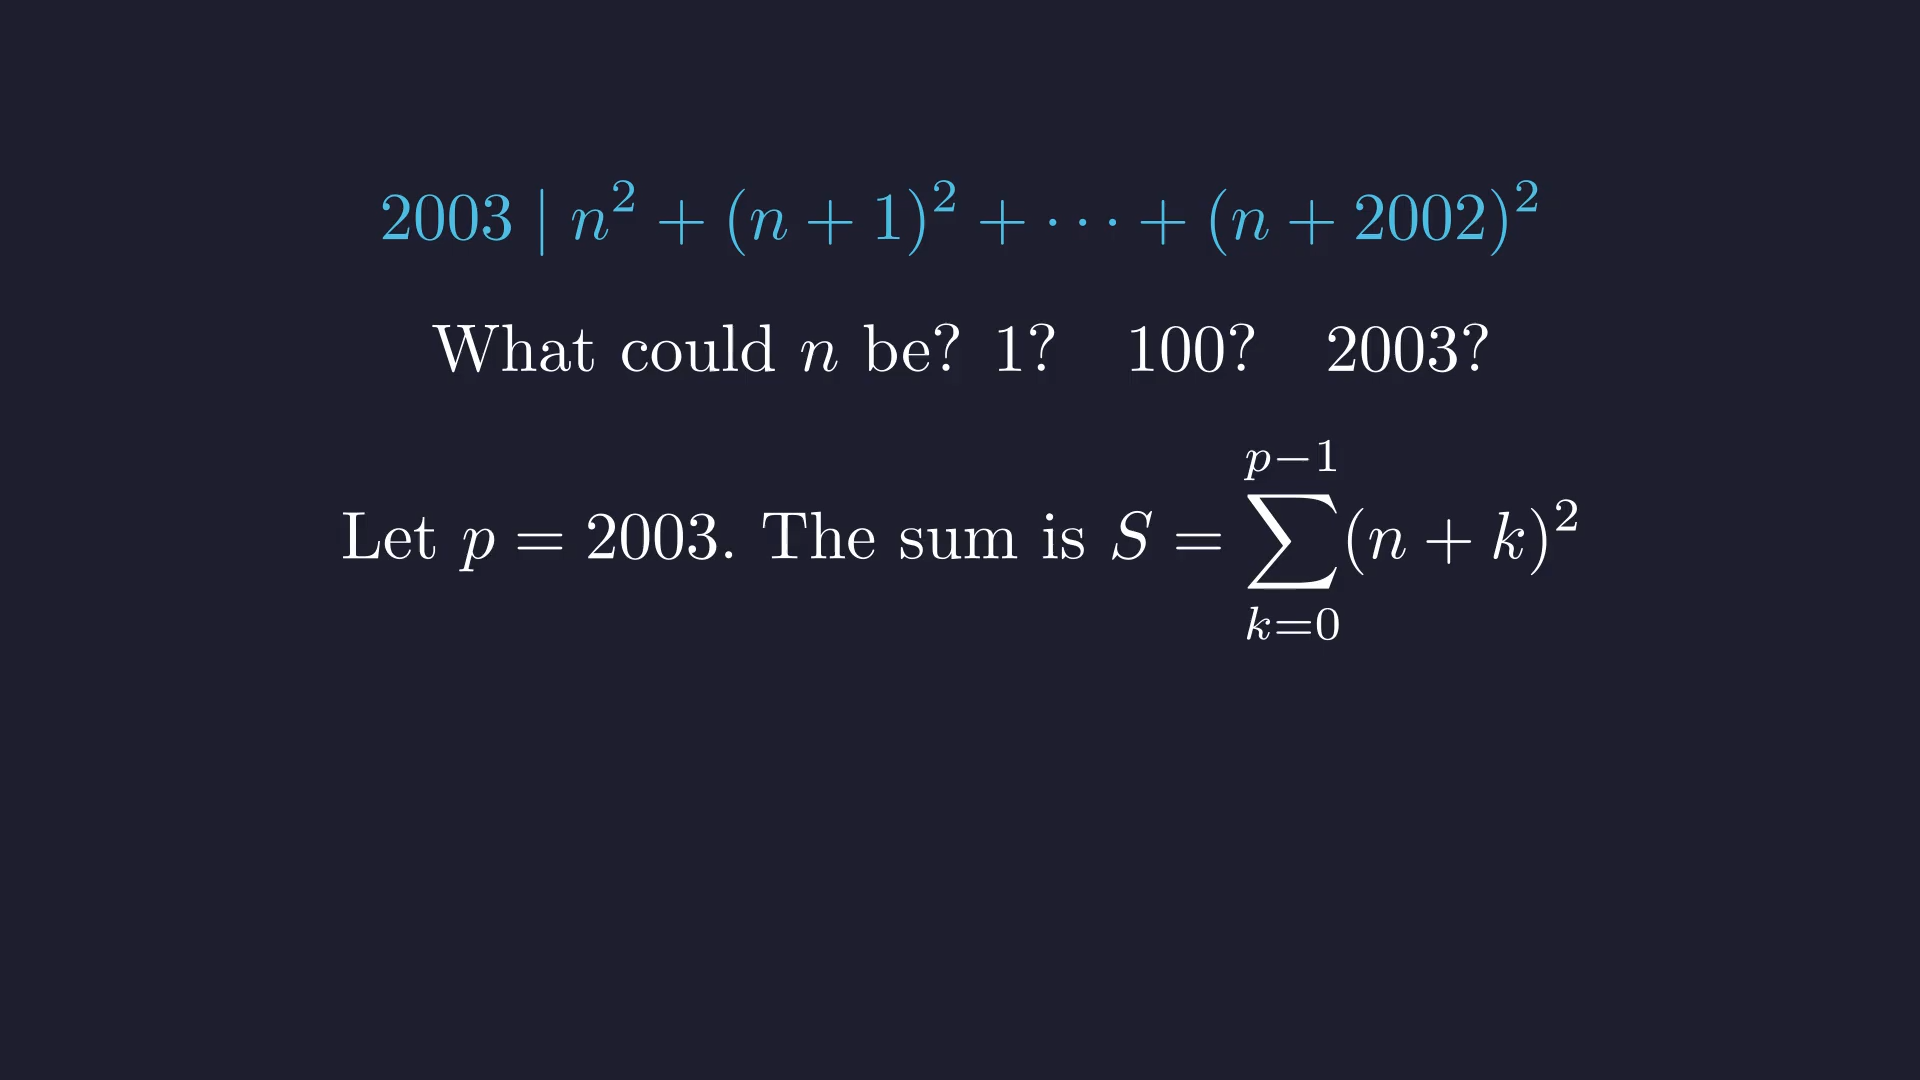 2003 | n² + (n + 1)² + · · · + (n + 2002)²
What could n be? 1? 100? 2003?
Let p = 2003. The sum is S = ∑_{k=0}^{p−1} (n + k)²